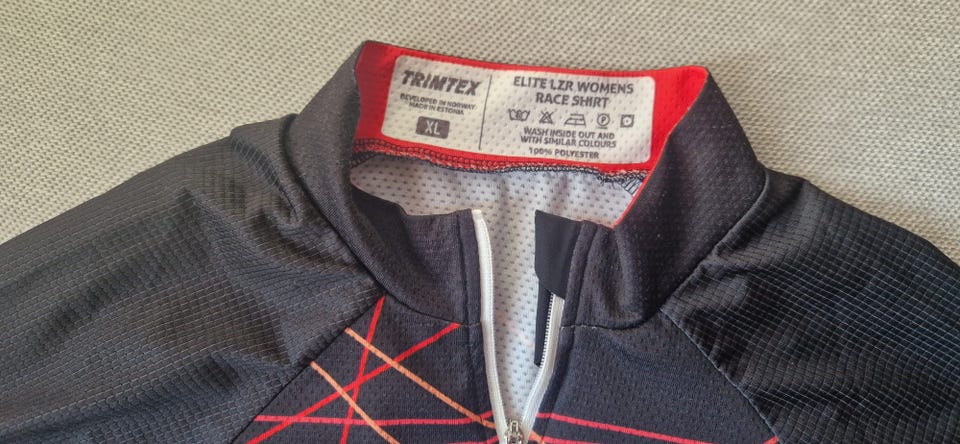 TRIMTEX
DEVELOPED IN NORWAY
MADE IN ESTONIA
XL
ELITE LZR WOMENS
RACE SHIRT
WASH INSIDE OUT AND
WITH SIMILAR COLOURS
100% POLYESTER